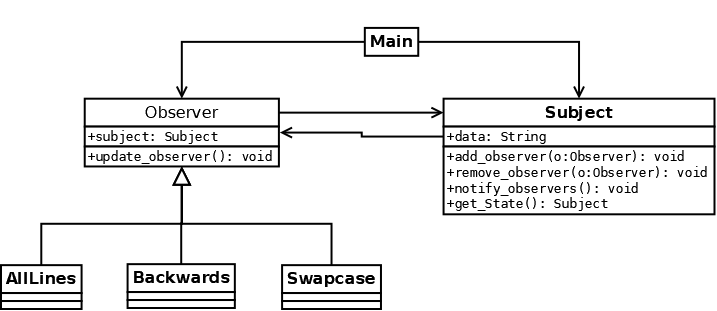 Main
Observer
+subject: Subject
+update_observer(): void
Subject
+data: String
+add_observer(o:Observer): void
+remove_observer(o:Observer): void
+notify_observers(): void
+get_State(): Subject
AllLines
Backwards
Swapcase